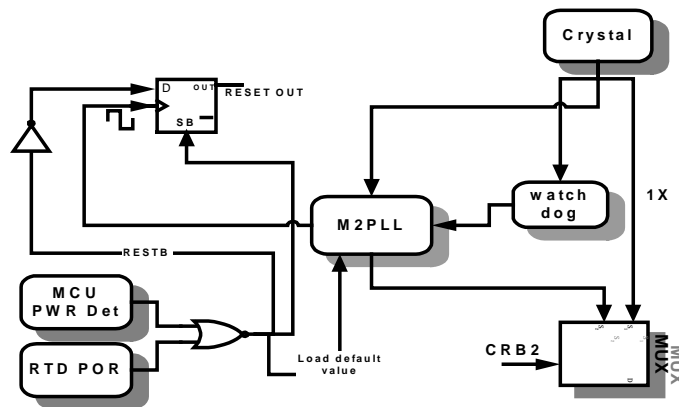 Crystal
D OUT
RESET OUT
SB
watch
dog
1X
M2PLL
RESTB
MCU
PWR Det
RTD POR
Load default
value
CRB2
MUX
MUX
D